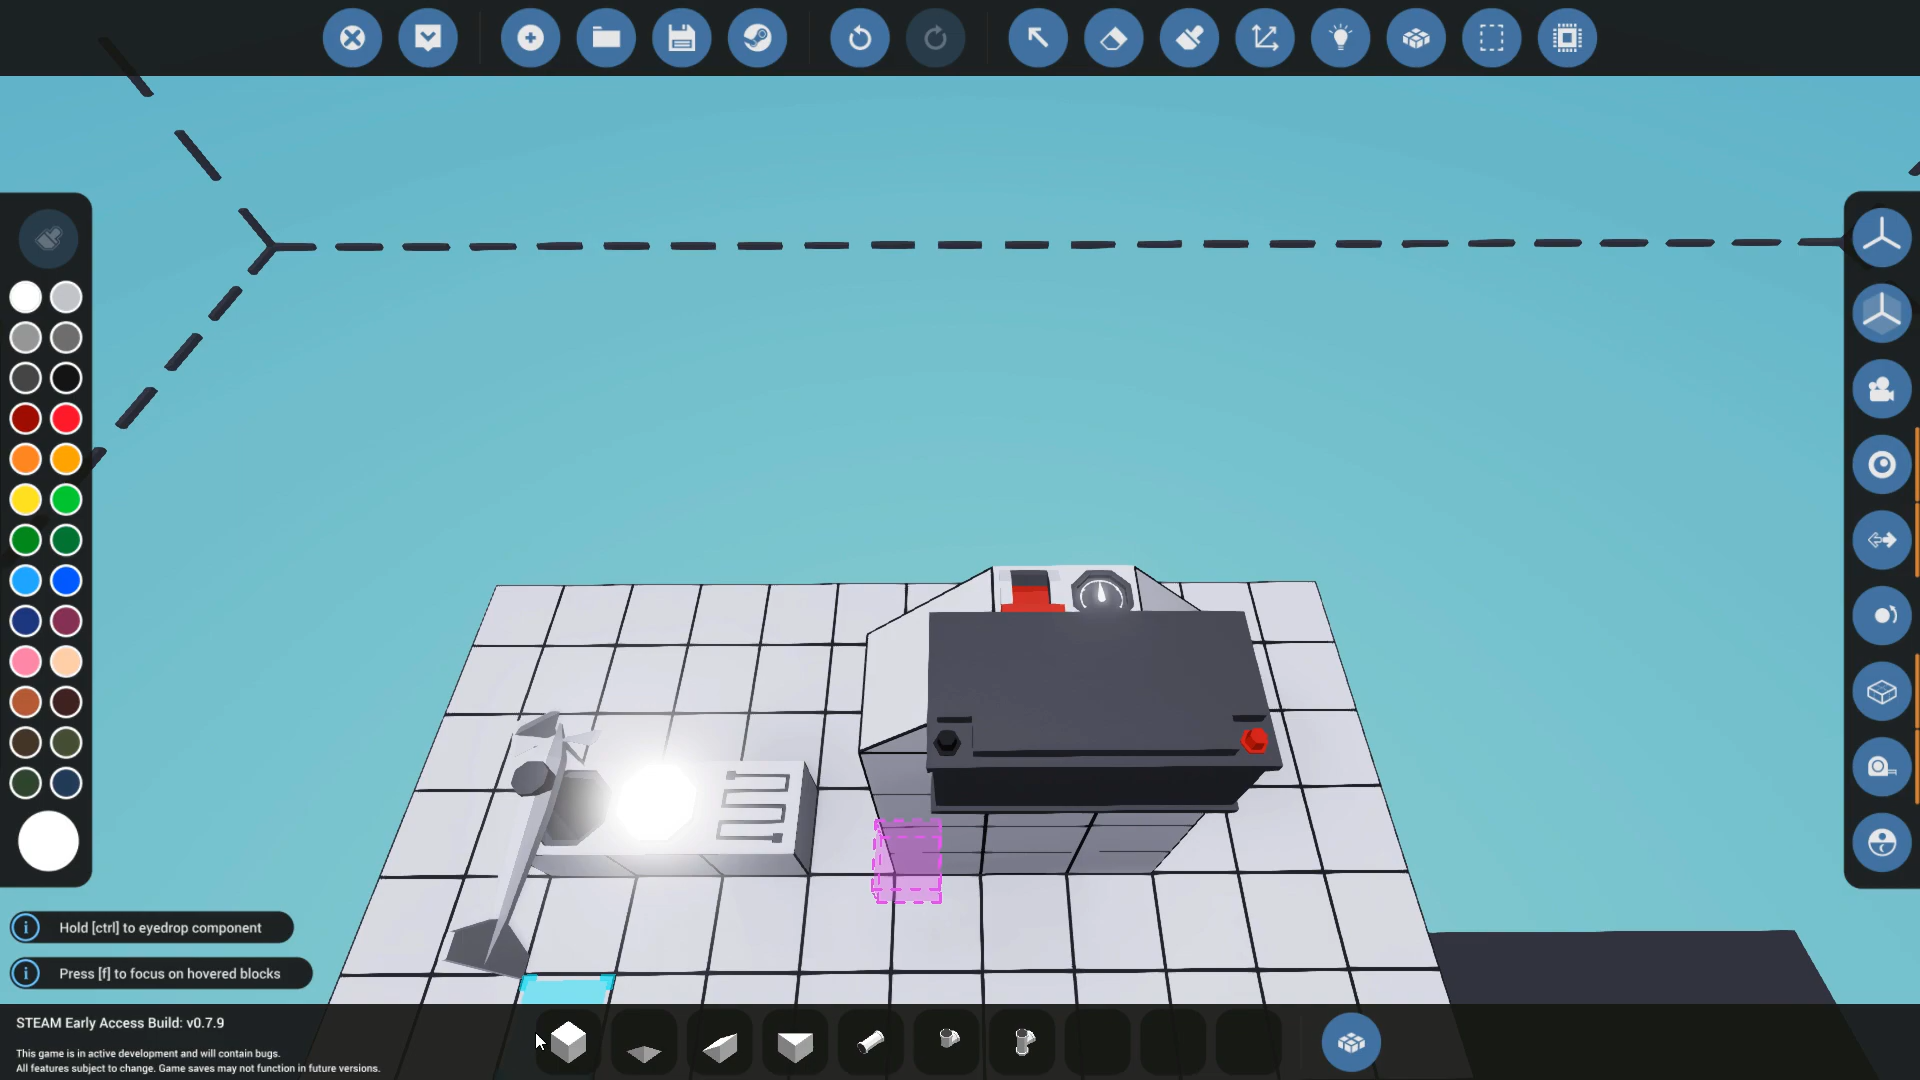 Hold [ctrl] to eyedrop component
Press [f] to focus on hovered blocks
STEAM Early Access Build: v0.7.9
This game is in active development and will contain bugs.
All features subject to change. Game saves may not function in future versions.